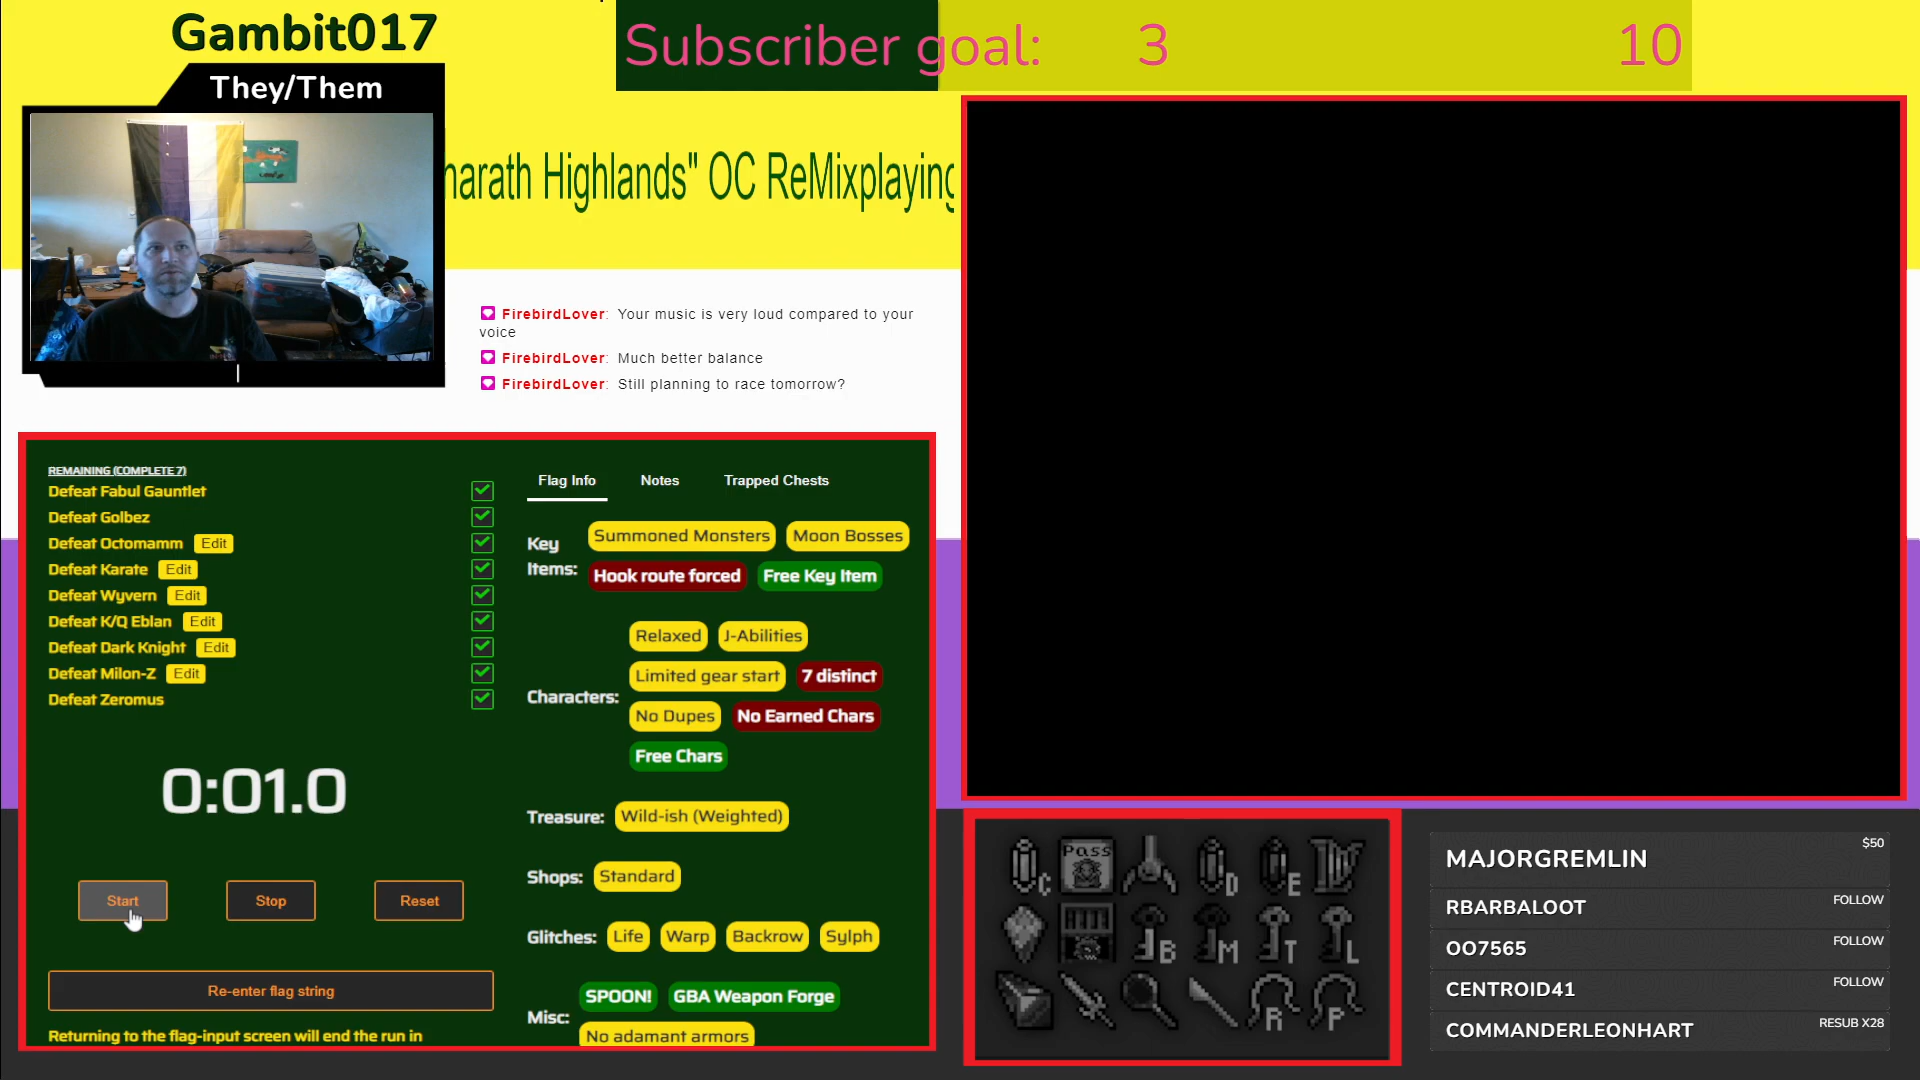 Gambit017
They/Them
Subscriber goal: 3 10
harath Highlands" OC ReMixplaying
FirebirdLover: Your music is very loud compared to your
voice
FirebirdLover: Much better balance
FirebirdLover: Still planning to race tomorrow?
REMAINING (COMPLETE 7)
Defeat Fabul Gauntlet
Defeat Golbez
Defeat Octomamm Edit
Defeat Karate Edit
Defeat Wyvern Edit
Defeat K/Q Eblan Edit
Defeat Dark Knight Edit
Defeat Milon-Z Edit
Defeat Zeromus
0:01.0
Start Stop Reset
Re-enter flag string
Returning to the flag-input screen will end the run in
Flag Info Notes Trapped Chests
Key Items: Summoned Monsters Moon Bosses
Hook route forced Free Key Item
Characters: Relaxed J-Abilities
Limited gear start 7 distinct
No Dupes No Earned Chars
Free Chars
Treasure: Wild-ish (Weighted)
Shops: Standard
Glitches: Life Warp Backrow Sylph
Misc: SPOON! GBA Weapon Forge
No adamant armors
C Pass D E
B M T L
R P
MAJORGREMLIN $50
RBARBALOOT FOLLOW
OO7565 FOLLOW
CENTROID41 FOLLOW
COMMANDERLEONHART RESUB X28